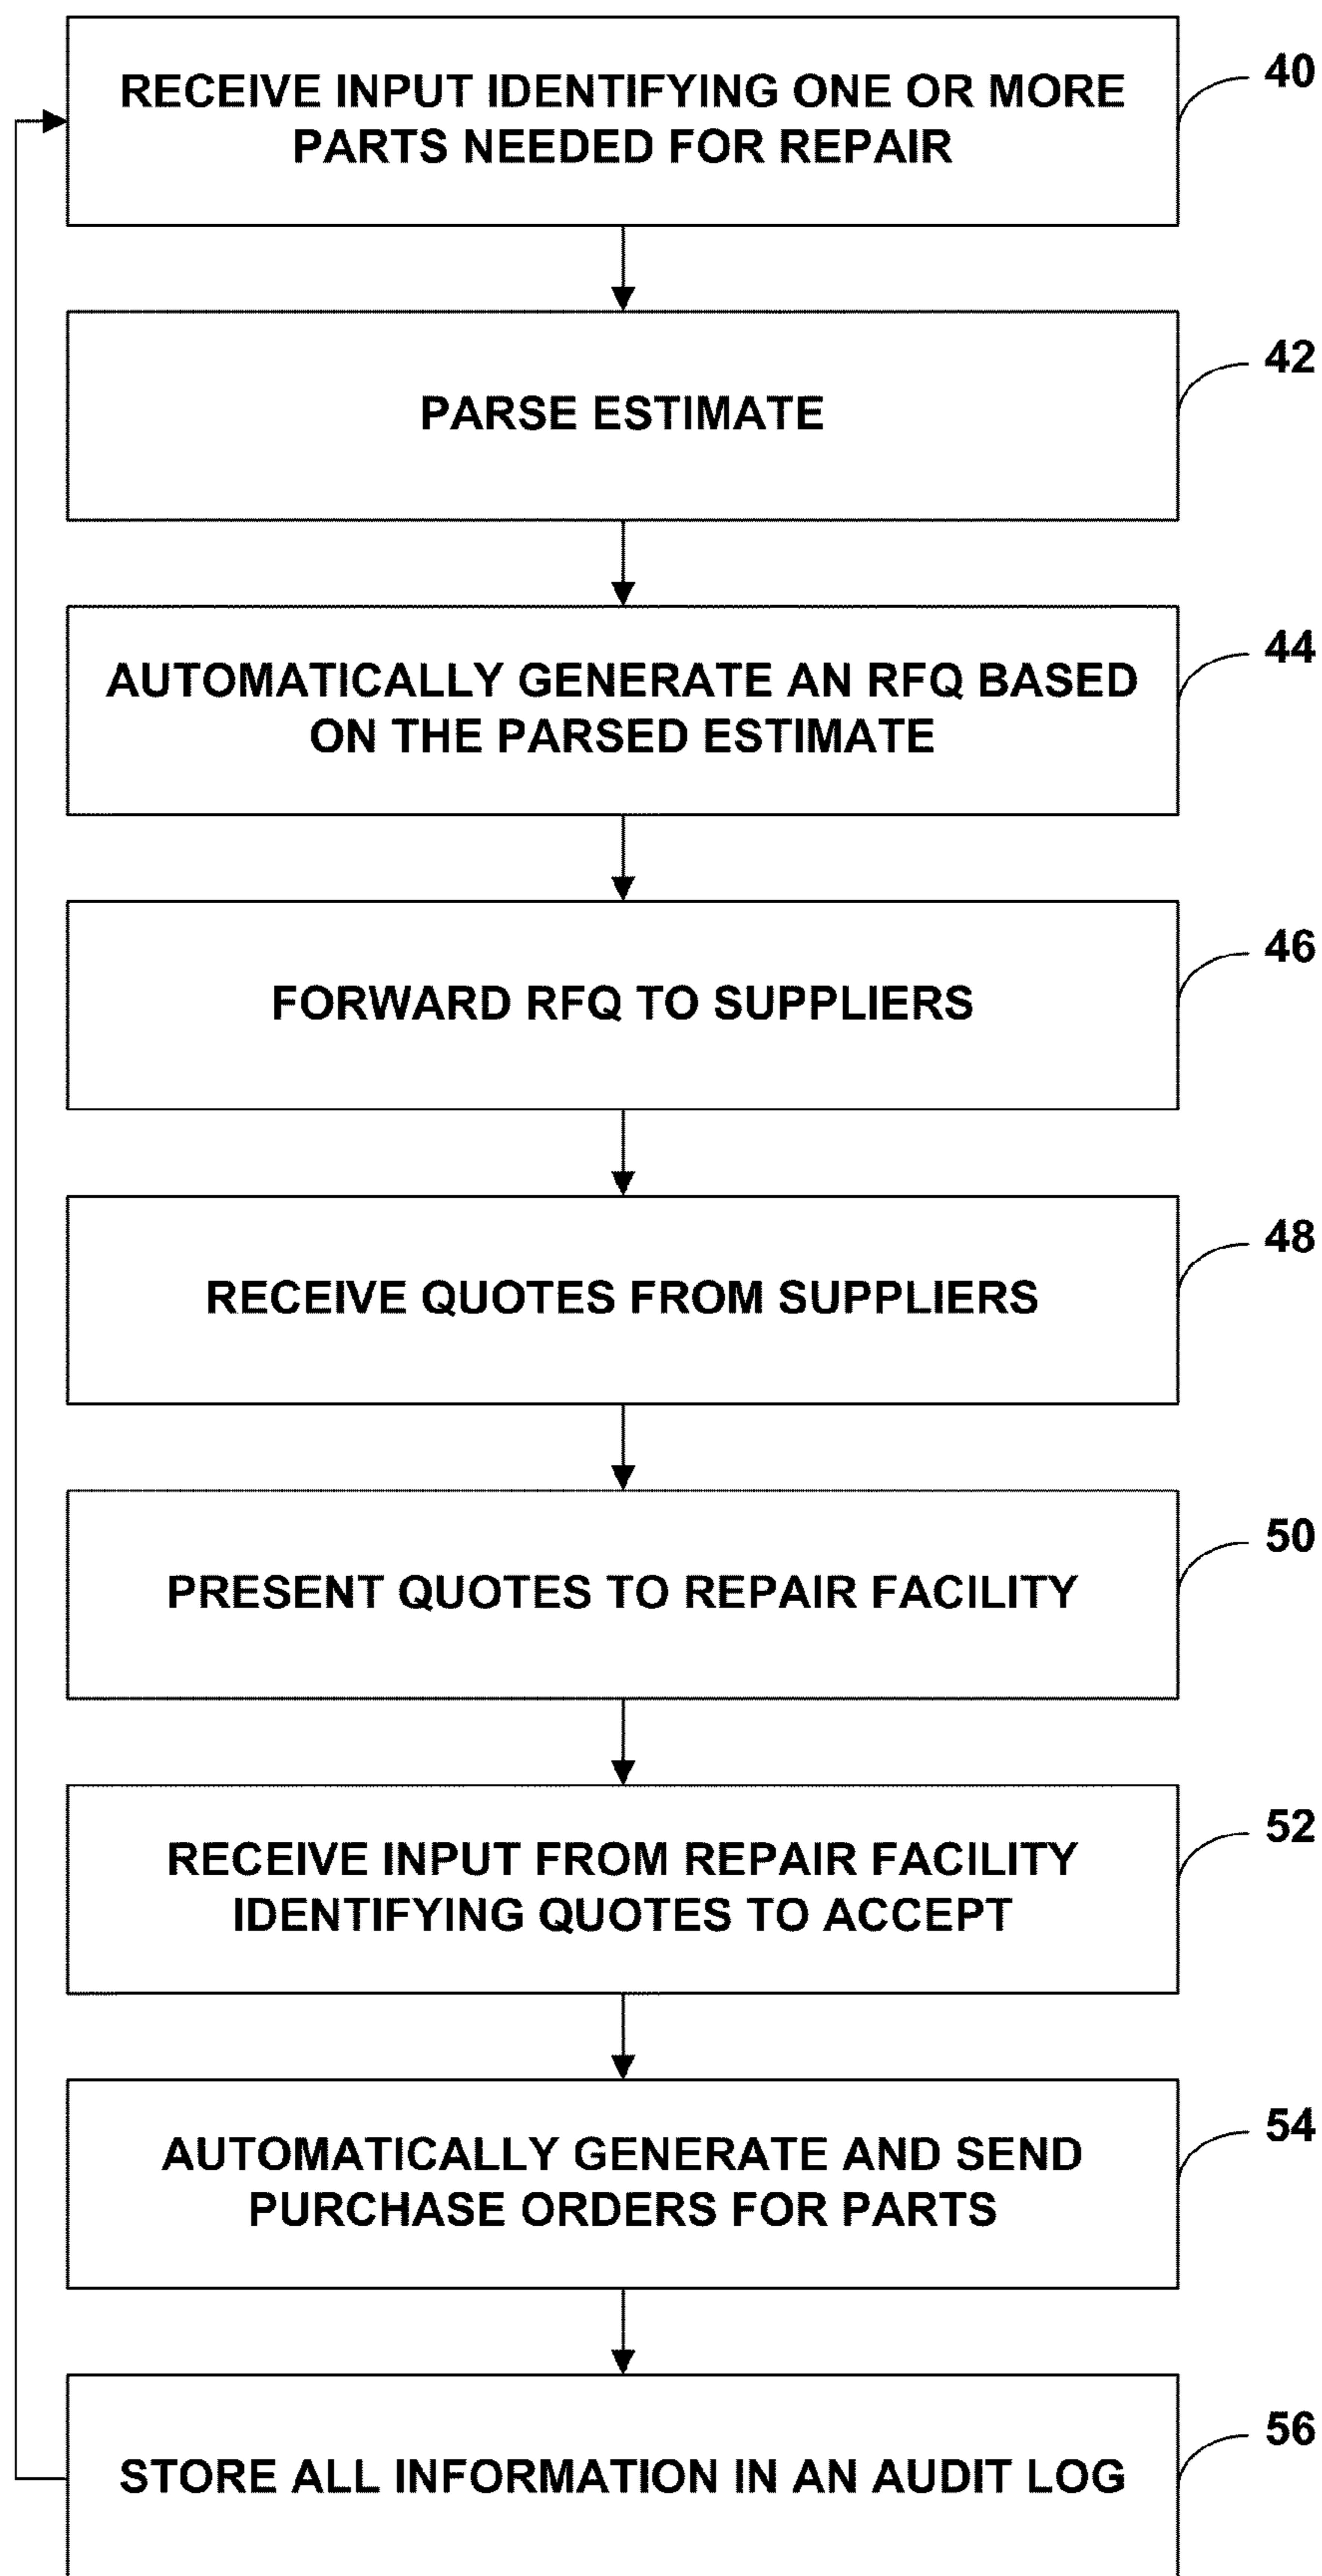 RECEIVE INPUT IDENTIFYING ONE OR MORE
PARTS NEEDED FOR REPAIR
40
PARSE ESTIMATE
42
AUTOMATICALLY GENERATE AN RFQ BASED
ON THE PARSED ESTIMATE
44
FORWARD RFQ TO SUPPLIERS
46
RECEIVE QUOTES FROM SUPPLIERS
48
PRESENT QUOTES TO REPAIR FACILITY
50
RECEIVE INPUT FROM REPAIR FACILITY
IDENTIFYING QUOTES TO ACCEPT
52
AUTOMATICALLY GENERATE AND SEND
PURCHASE ORDERS FOR PARTS
54
STORE ALL INFORMATION IN AN AUDIT LOG
56